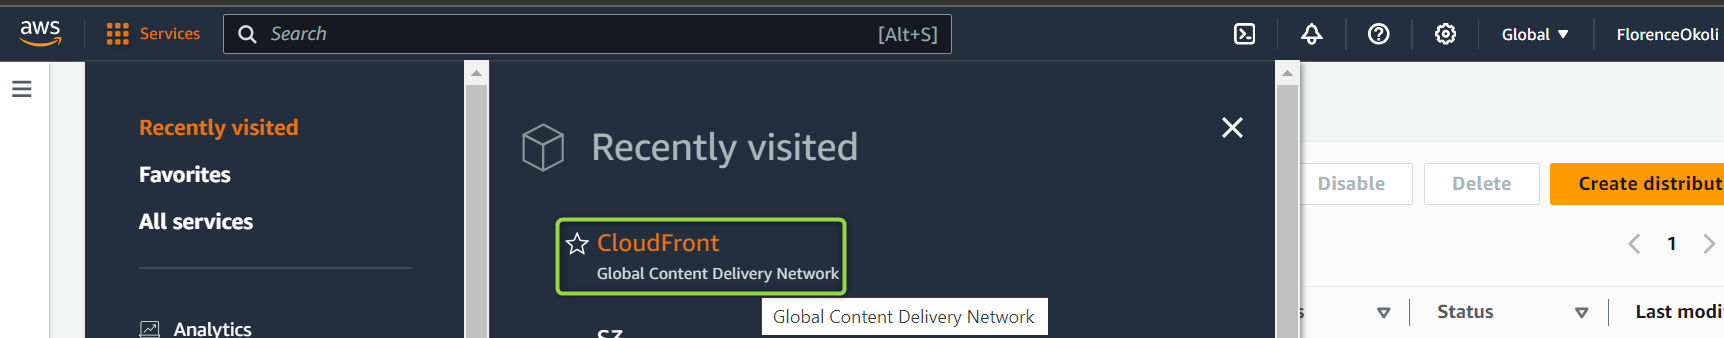 aws
Services
Search
[Alt+S]
Global
FlorenceOkoli
Recently visited
Favorites
All services
Analytics
Recently visited
CloudFront
Global Content Delivery Network
Global Content Delivery Network
S3
Disable
Delete
Create distribut
1
s
Status
Last modi